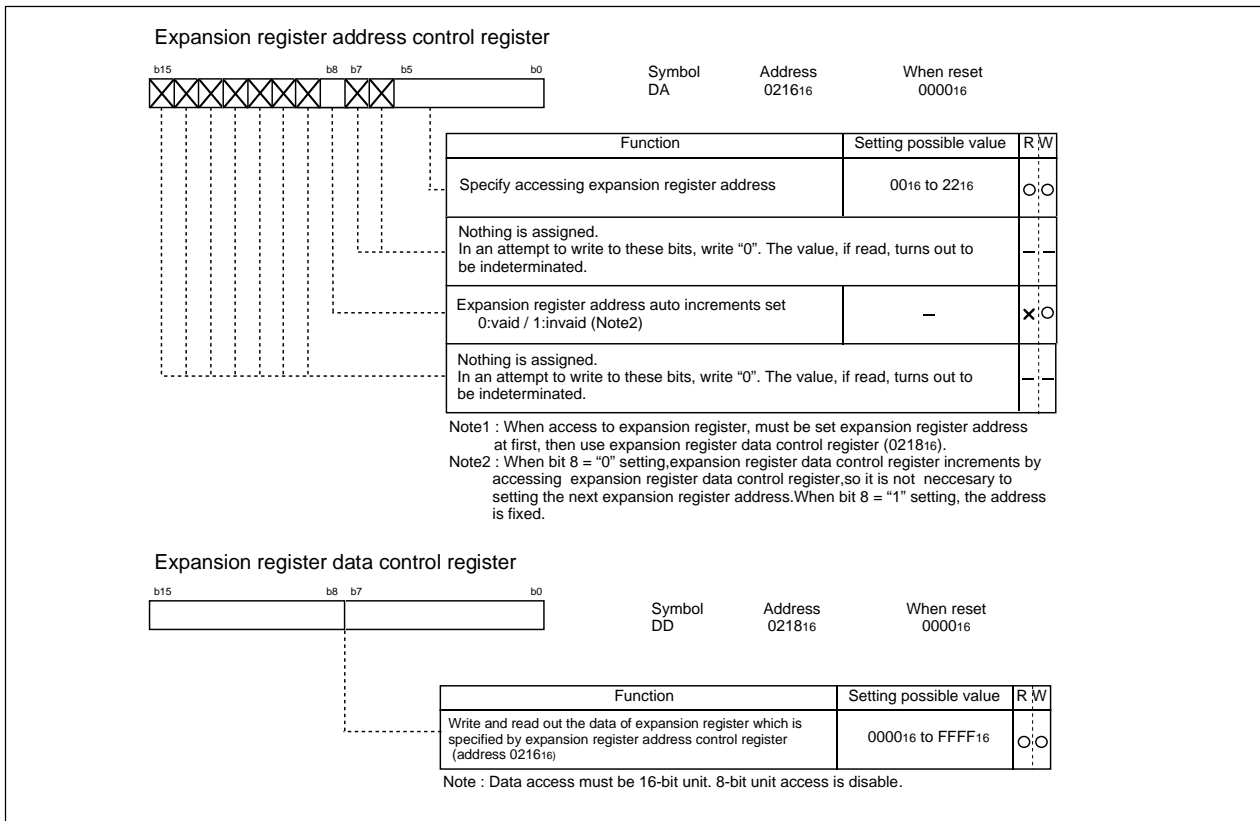 Expansion register address control register
b15 b8 b7 b5 b0
Symbol Address When reset
DA 021616 000016
Function Setting possible value R W
Specify accessing expansion register address 0016 to 2216
Nothing is assigned.
In an attempt to write to these bits, write “0”. The value, if read, turns out to
be indeterminated.
Expansion register address auto increments set
0:vaid / 1:invaid (Note2)
Nothing is assigned.
In an attempt to write to these bits, write “0”. The value, if read, turns out to
be indeterminated.
Note1 : When access to expansion register, must be set expansion register address
at first, then use expansion register data control register (021816).
Note2 : When bit 8 = “0” setting,expansion register data control register increments by
accessing expansion register data control register,so it is not neccesary to
setting the next expansion register address.When bit 8 = “1” setting, the address
is fixed.
Expansion register data control register
b15 b8 b7 b0
Symbol Address When reset
DD 021816 000016
Function Setting possible value R W
Write and read out the data of expansion register which is
specified by expansion register address control register
(address 021616)
000016 to FFFF16
Note : Data access must be 16-bit unit. 8-bit unit access is disable.